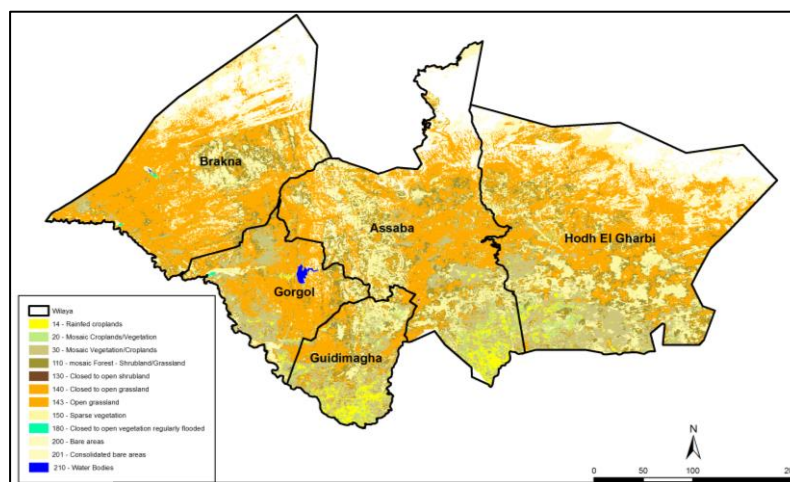 Brakna
Assaba
Hodh El Gharbi
Gorgol
Guidimagha
Wilaya
14 - Rainfed croplands
20 - Mosaic Croplands/Vegetation
30 - Mosaic Vegetation/Croplands
110 - mosaic Forest - Shrubland/Grassland
130 - Closed to open shrubland
140 - Closed to open grassland
143 - Open grassland
150 - Sparse vegetation
180 - Closed to open vegetation regularly flooded
200 - Bare areas
201 - Consolidated bare areas
210 - Water Bodies
N
0 50 100